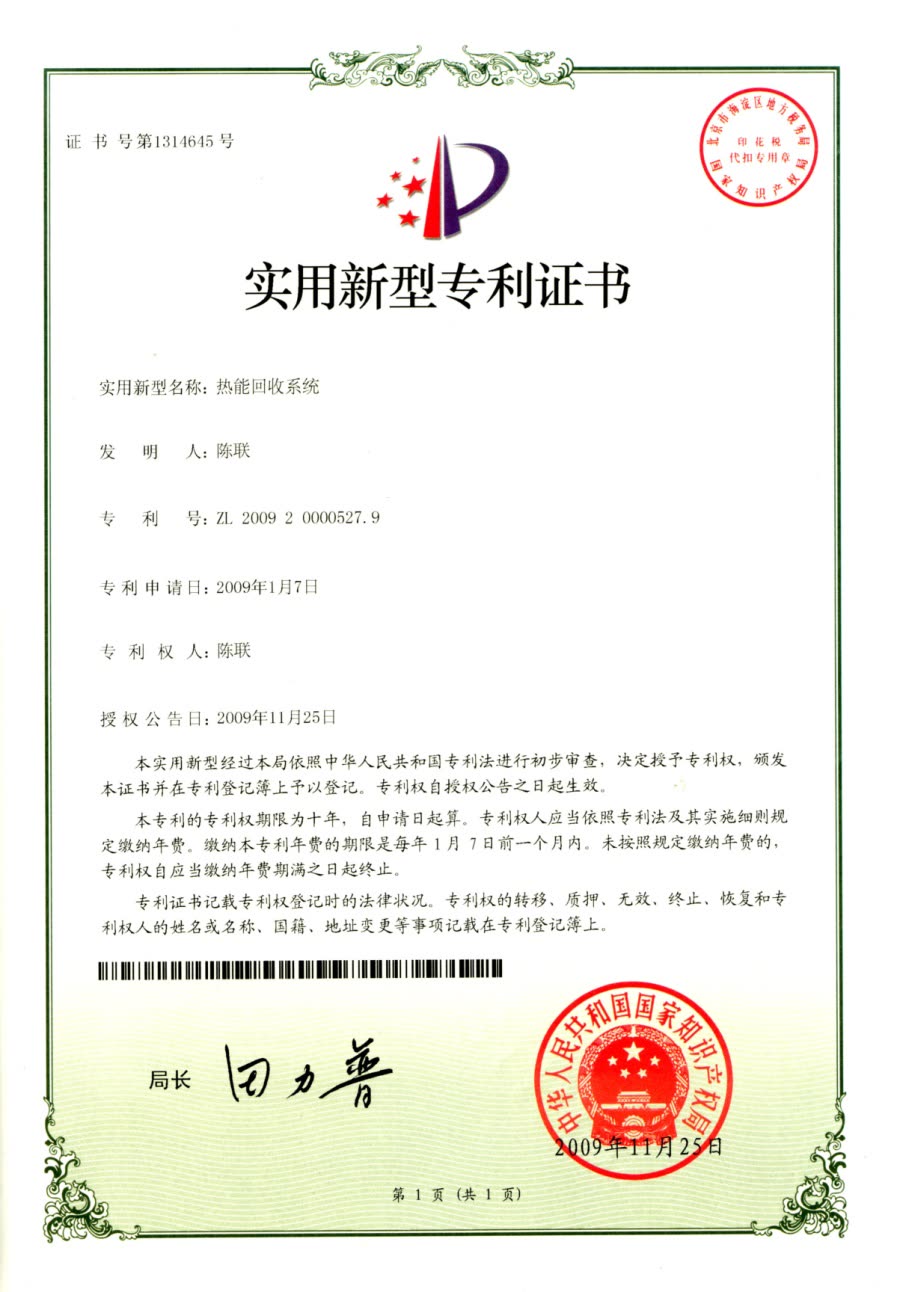 证 书 号第1314645 号
北京市海淀区地方税务局
印 花 税
代扣专用章
国家知识产权局
实用新型专利证书
实用新型名称：热能回收系统
发 明 人：陈联
专 利 号：ZL 2009 2 0000527.9
专 利 申 请 日：2009年1月7日
专 利 权 人：陈联
授 权 公 告 日：2009年11月25日
本实用新型经过本局依照中华人民共和国专利法进行初步审查，决定授予专利权，颁发
本证书并在专利登记簿上予以登记。专利权自授权公告之日起生效。
本专利的专利权期限为十年，自申请日起算。专利权人应当依照专利法及其实施细则规
定缴纳年费。缴纳本专利年费的期限是每年 1 月 7 日前一个月内。未按照规定缴纳年费的，
专利权自应当缴纳年费期满之日起终止。
专利证书记载专利权登记时的法律状况。专利权的转移、质押、无效、终止、恢复和专
利权人的姓名或名称、国籍、地址变更等事项记载在专利登记簿上。
中华人民共和国国家知识产权局
局长 田力普
2009年11月25日
第 1 页 (共 1 页)